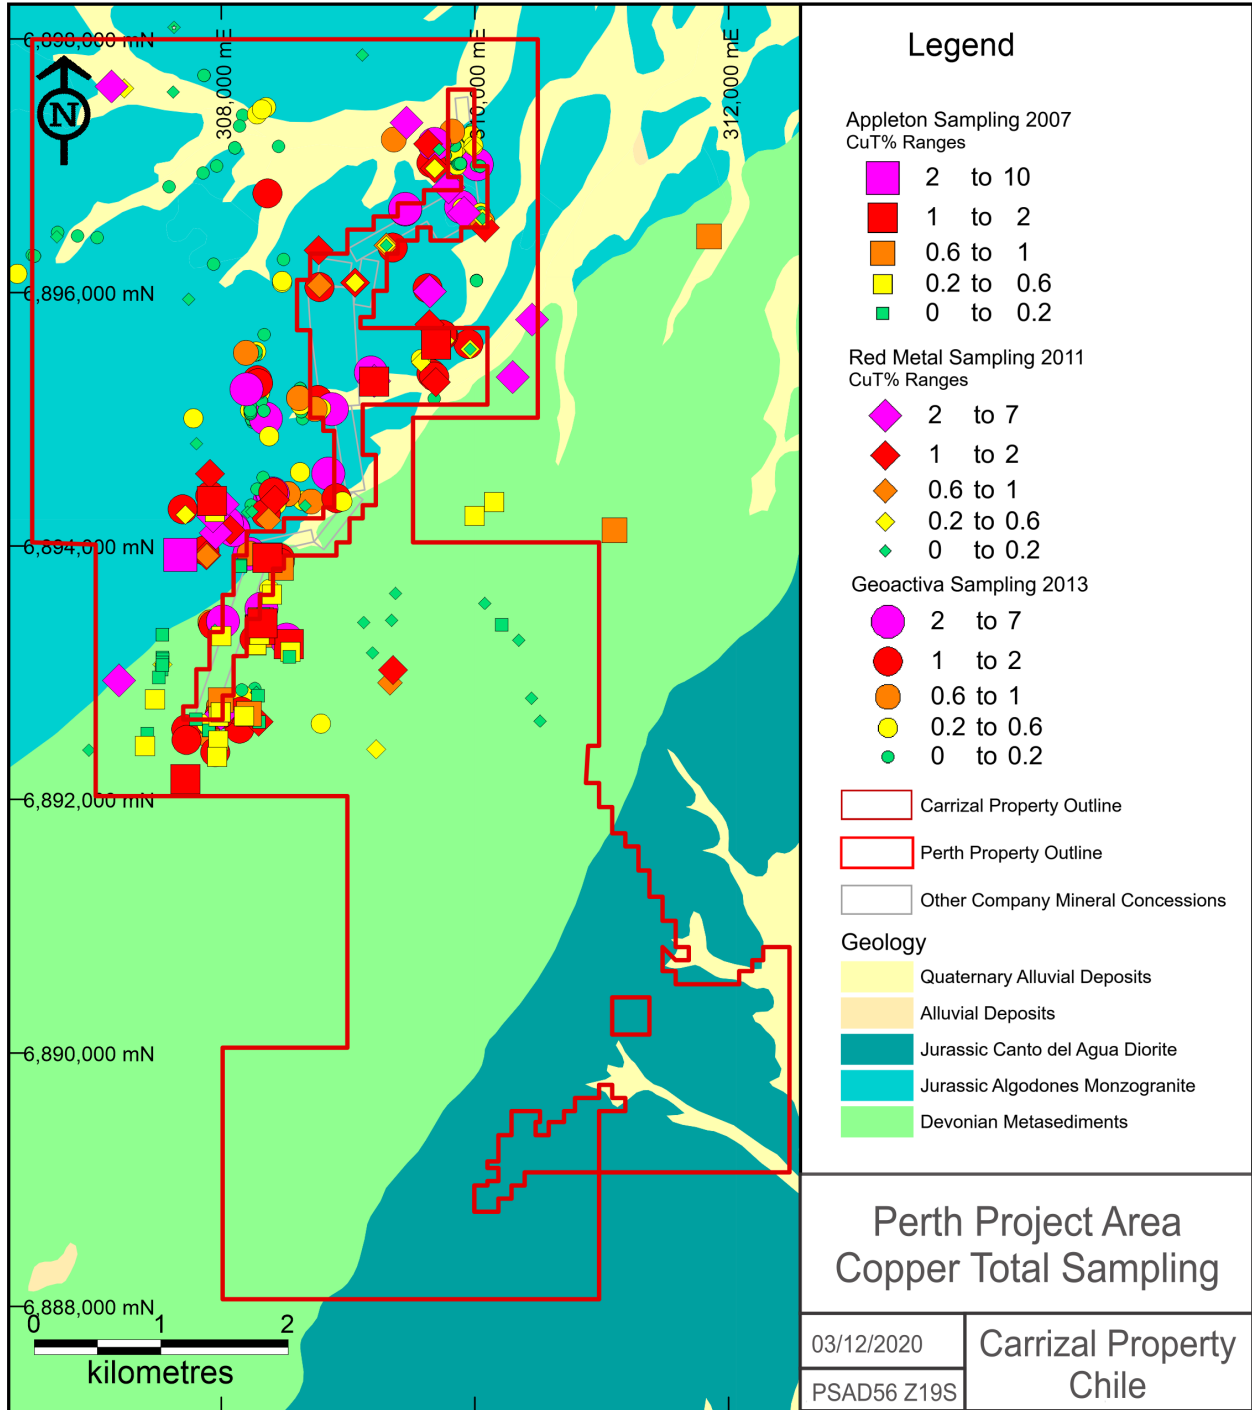 6,898,000 mN
308,000 mE
310,000 mE
312,000 mE
N
6,896,000 mN
6,894,000 mN
6,892,000 mN
6,890,000 mN
6,888,000 mN
0 1 2
kilometres
Legend
Appleton Sampling 2007
CuT% Ranges
2 to 10
1 to 2
0.6 to 1
0.2 to 0.6
0 to 0.2
Red Metal Sampling 2011
CuT% Ranges
2 to 7
1 to 2
0.6 to 1
0.2 to 0.6
0 to 0.2
Geoactiva Sampling 2013
2 to 7
1 to 2
0.6 to 1
0.2 to 0.6
0 to 0.2
Carrizal Property Outline
Perth Property Outline
Other Company Mineral Concessions
Geology
Quaternary Alluvial Deposits
Alluvial Deposits
Jurassic Canto del Agua Diorite
Jurassic Algodones Monzogranite
Devonian Metasediments
Perth Project Area
Copper Total Sampling
03/12/2020
PSAD56 Z19S
Carrizal Property
Chile